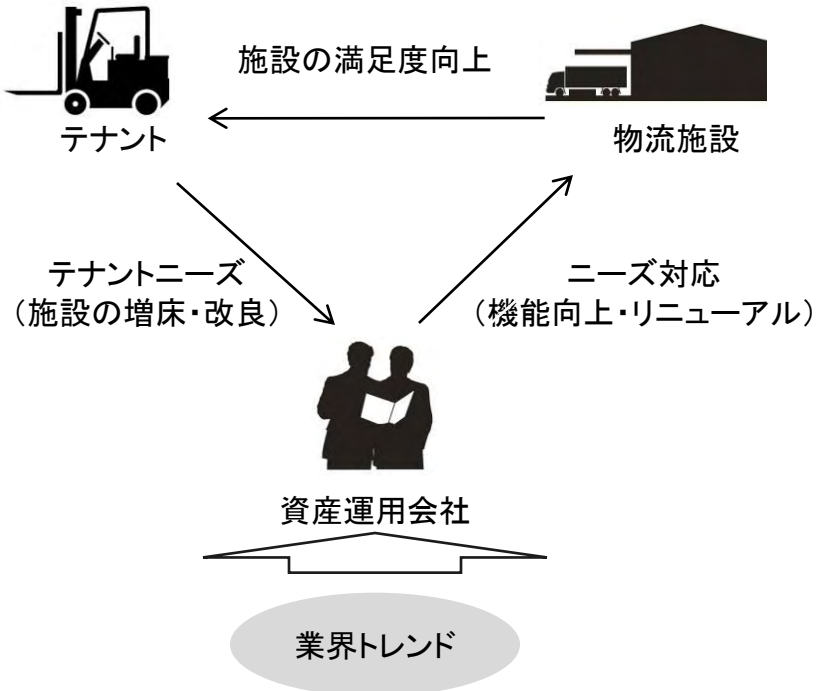 施設の満足度向上
テナント
物流施設
テナントニーズ
（施設の増床・改良）
ニーズ対応
（機能向上・リニューアル）
資産運用会社
業界トレンド